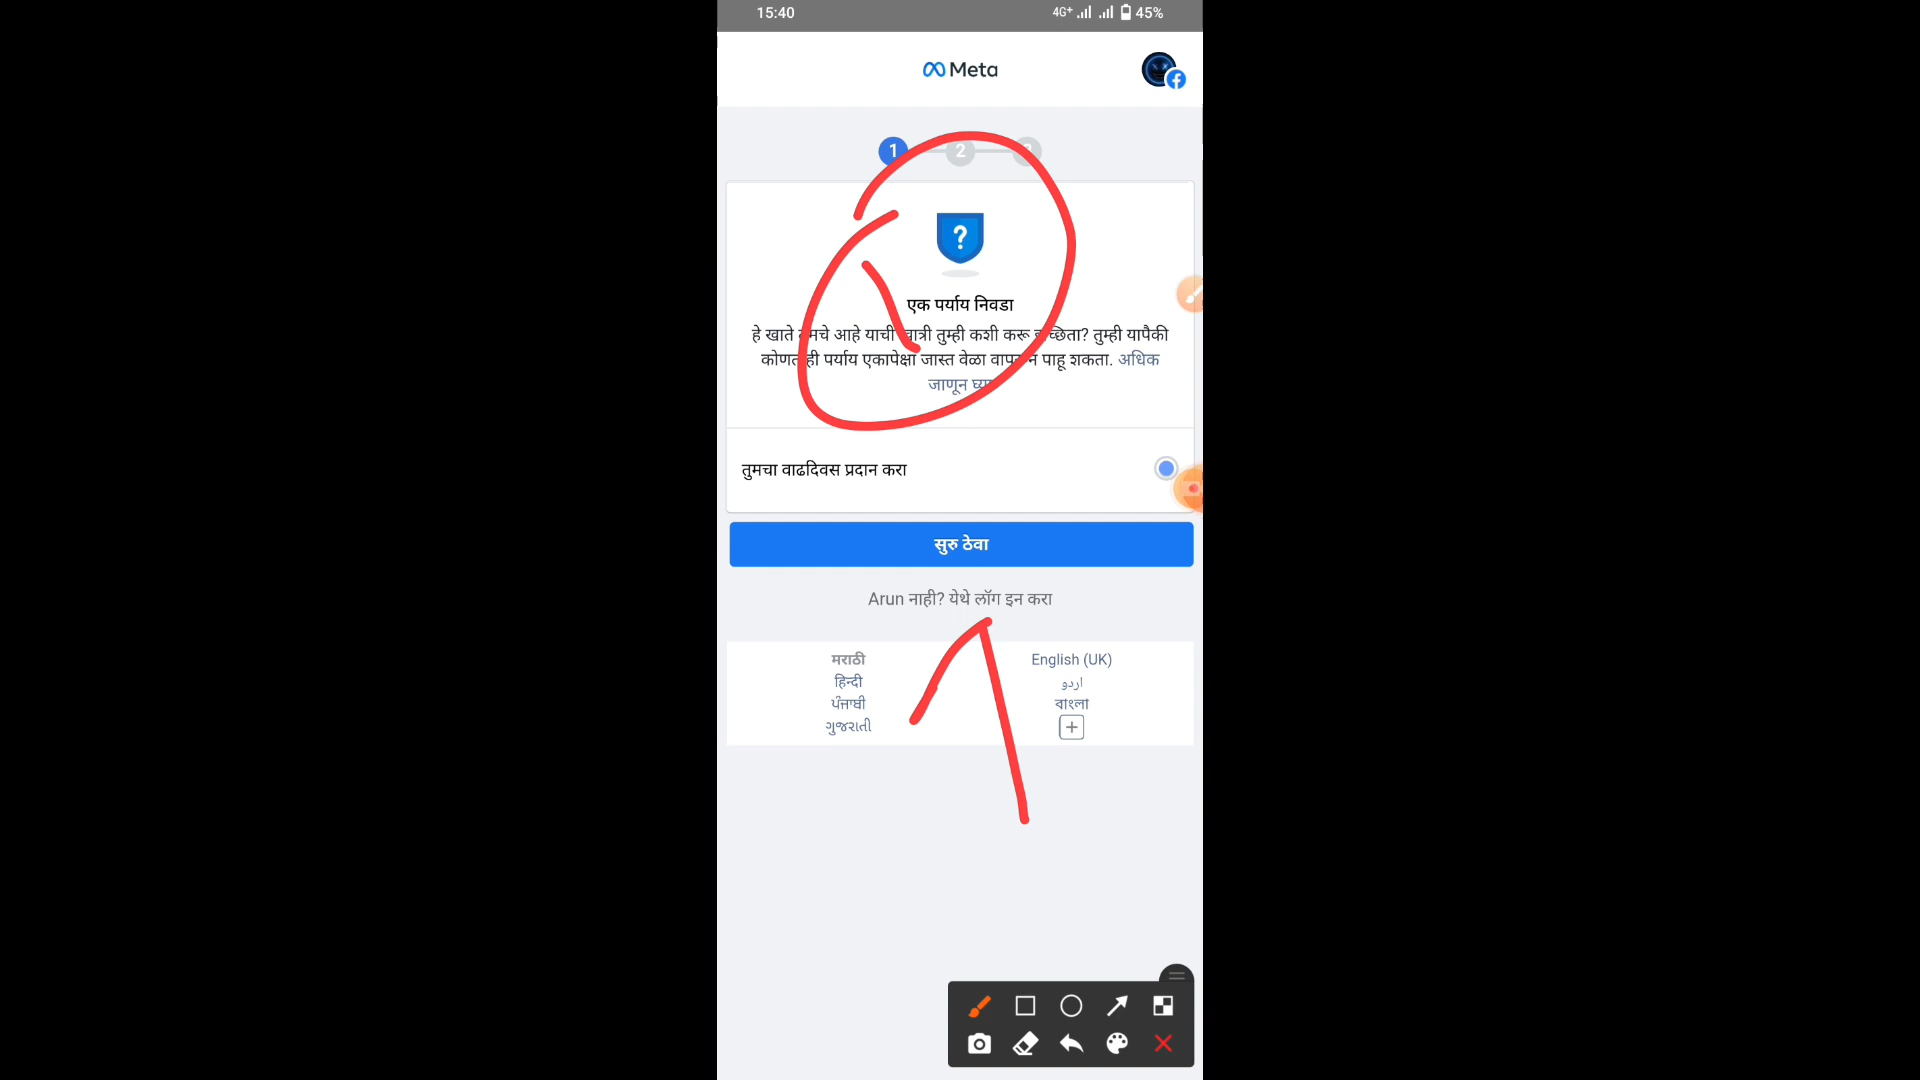 15:40 4G+ 45%
Meta
1 2
एक पर्याय निवडा
हे खाते आहे याची तुम्ही कशी करू तुम्ही यापैकी
पर्याय एकापेक्षा जास्त वेळा पाहू शकता. अधिक
जाणून
तुमचा वाढदिवस प्रदान करा
सुरु ठेवा
Arun नाही? येथे लॉग इन करा
मराठी English (UK)
हिन्दी اردو
ਪੰਜਾਬੀ বাংলা
ગુજરાતી